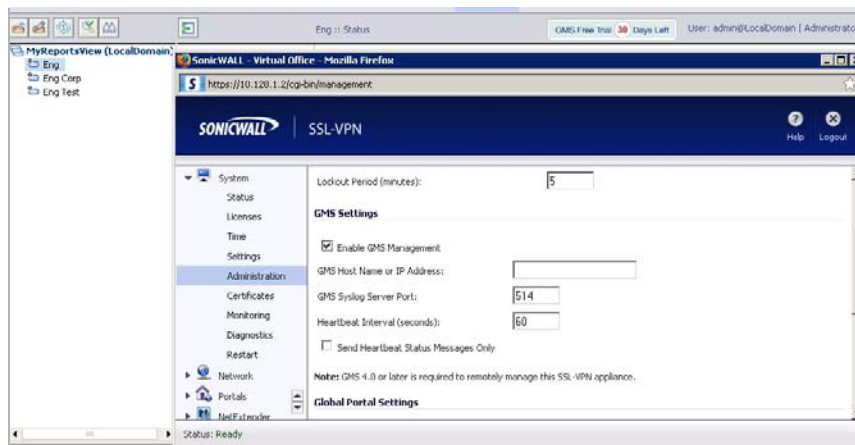 Eng :: Status
GMS Free Trial 30 Days Left
User: admin@LocalDomain | Administrato
MyReportsView (LocalDomain)
Eng
Eng Corp
Eng Test
SonicWALL - Virtual Office - Mozilla Firefox
S https://10.120.1.2/cgi-bin/management
SONICWALL SSL-VPN
Help
Logout
System
Status
Licenses
Time
Settings
Administration
Certificates
Monitoring
Diagnostics
Restart
Network
Portals
NetExtender
Lockout Period (minutes): 5
GMS Settings
Enable GMS Management
GMS Host Name or IP Address:
GMS Syslog Server Port: 514
Heartbeat Interval (seconds): 60
Send Heartbeat Status Messages Only
Note: GMS 4.0 or later is required to remotely manage this SSL-VPN appliance.
Global Portal Settings
Status: Ready